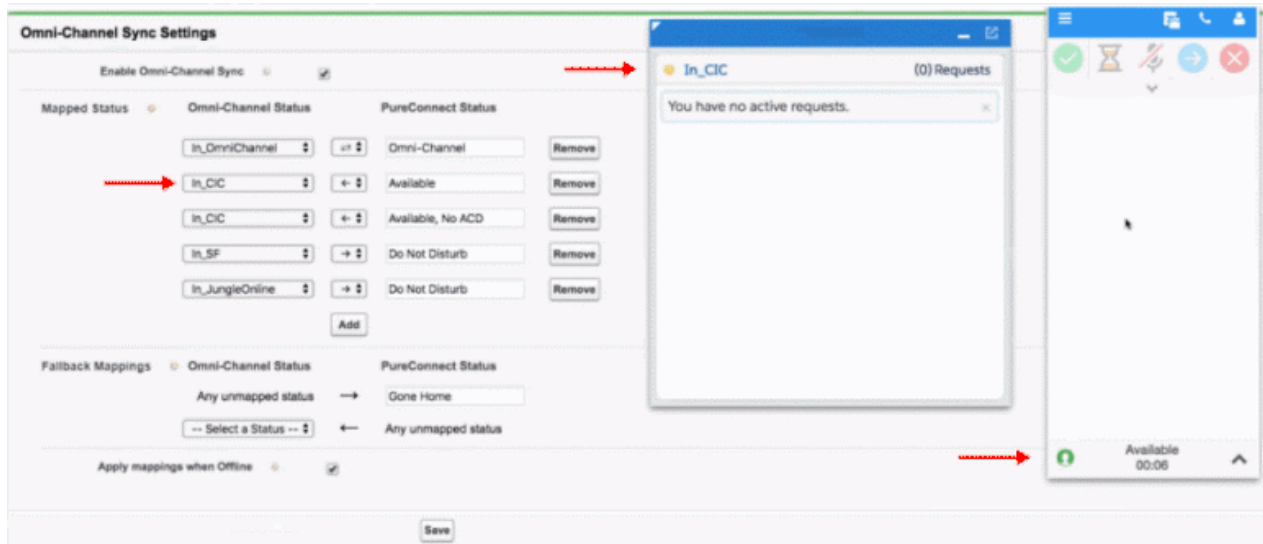 Omni-Channel Sync Settings
Enable Omni-Channel Sync
Mapped Status Omni-Channel Status PureConnect Status
In_OmniChannel ⇄ Omni-Channel Remove
In_CIC ← Available Remove
In_CIC ← Available, No ACD Remove
In_SF → Do Not Disturb Remove
In_JungleOnline → Do Not Disturb Remove
Add
Fallback Mappings Omni-Channel Status PureConnect Status
Any unmapped status → Gone Home
-- Select a Status -- ← Any unmapped status
Apply mappings when Offline
Save
In_CIC (0) Requests
You have no active requests. ×
Available
00:06